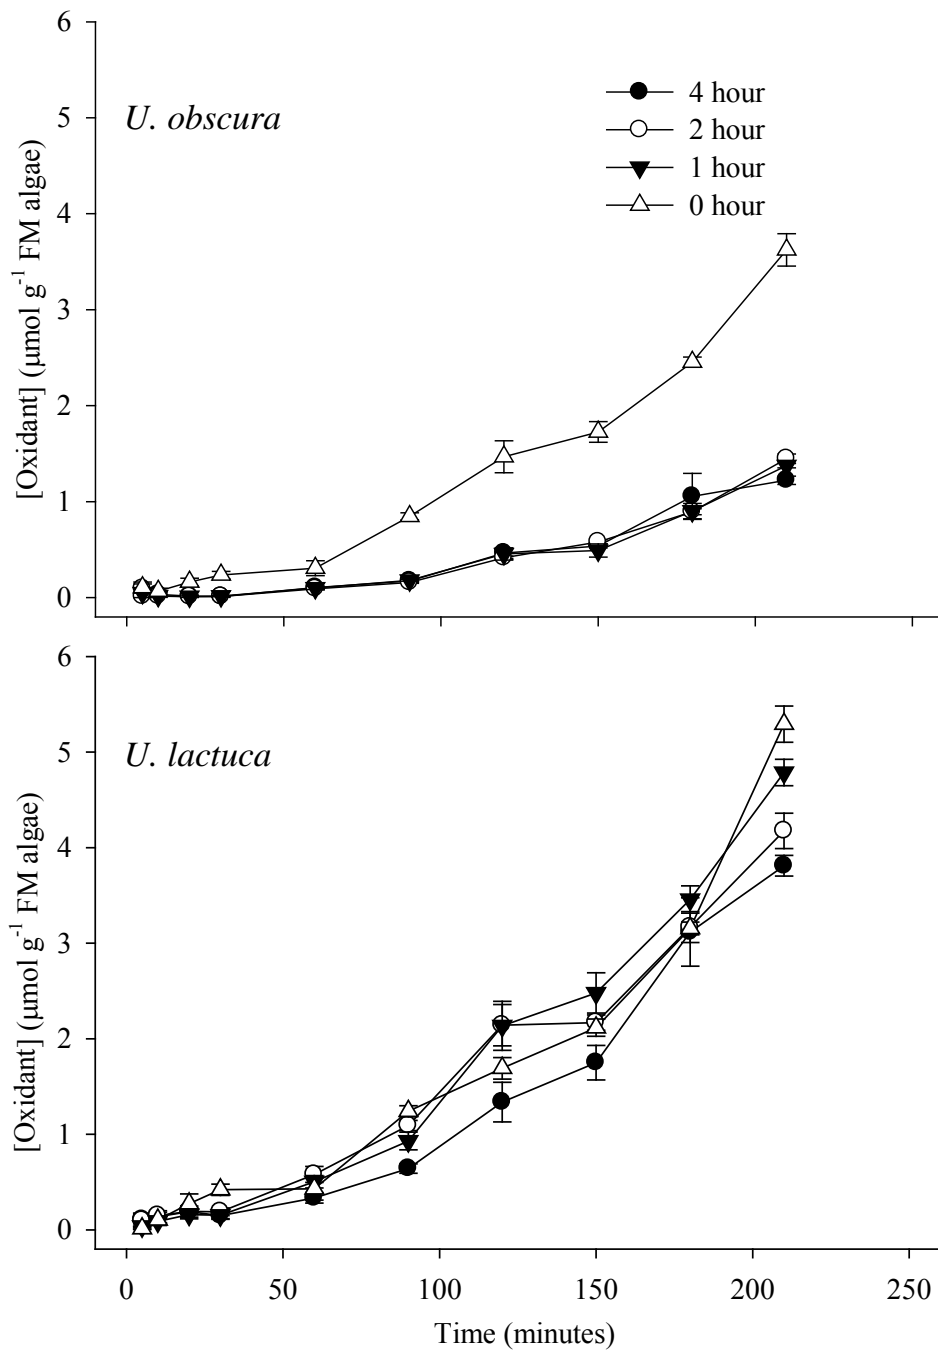 6
5
4
3
2
1
0
[Oxidant] (μmol g⁻¹ FM algae)
U. obscura
4 hour
2 hour
1 hour
0 hour
6
5
4
3
2
1
0
[Oxidant] (μmol g⁻¹ FM algae)
U. lactuca
0 50 100 150 200 250
Time (minutes)